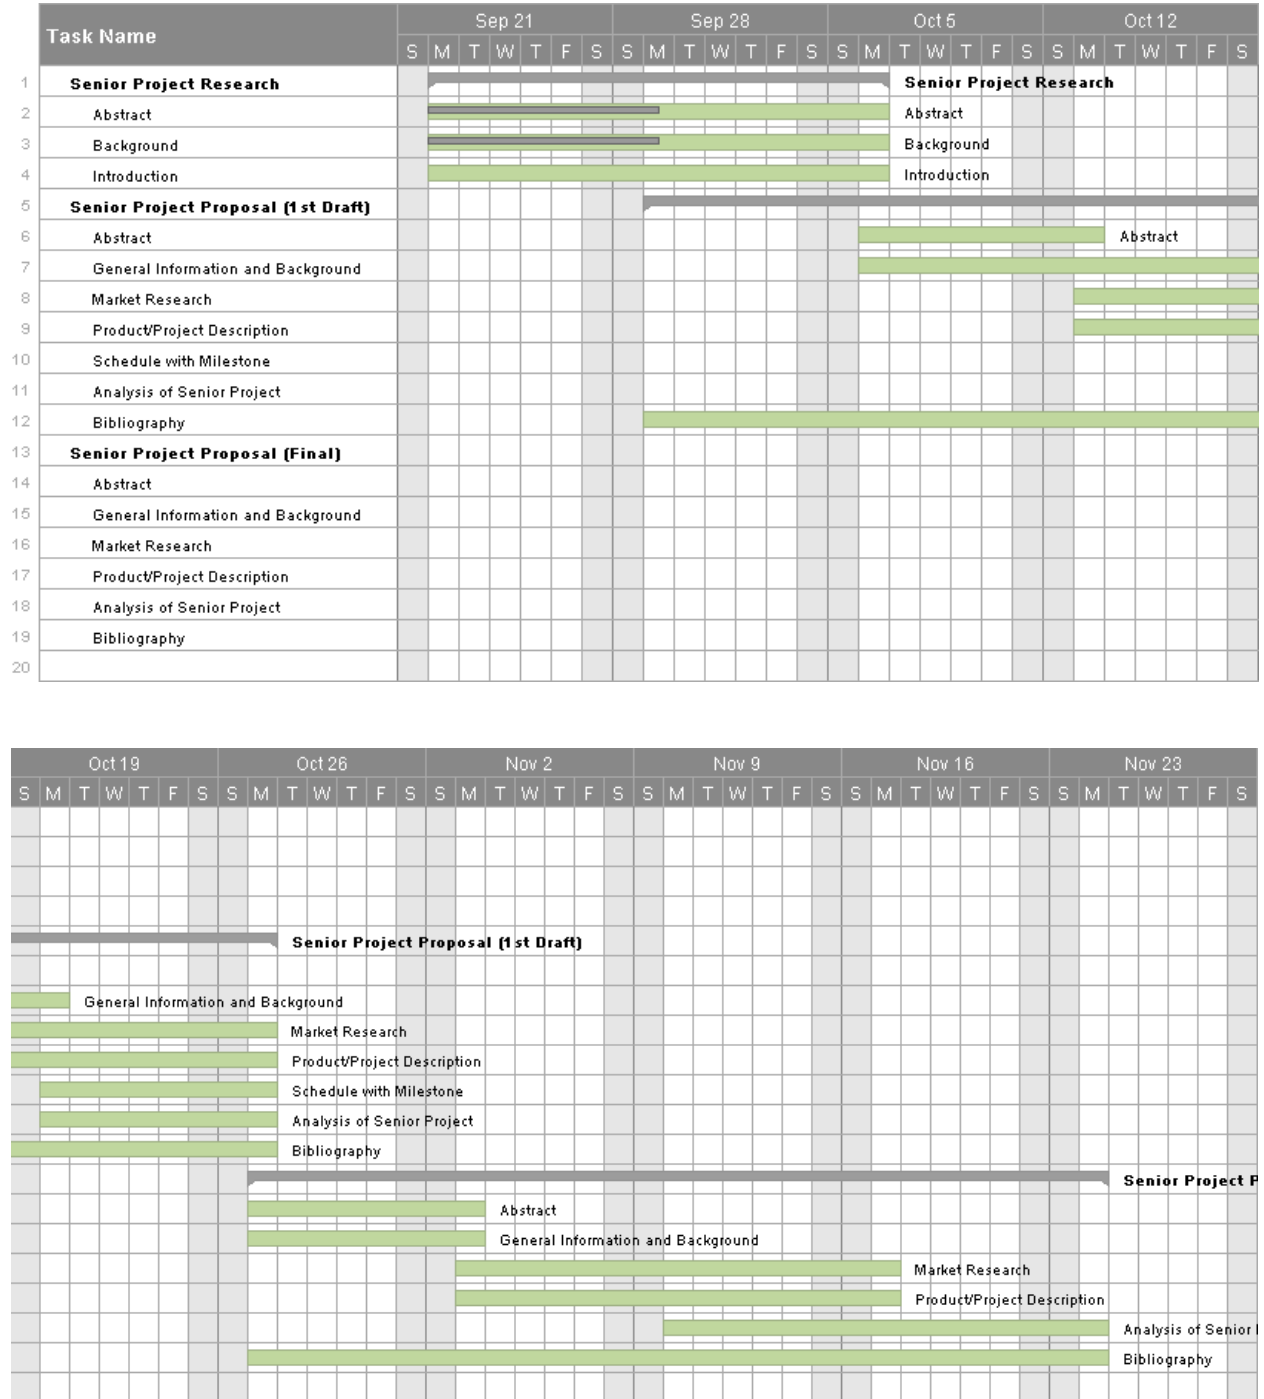 Task Name
Sep 21 Sep 28 Oct 5 Oct 12
S M T W T F S S M T W T F S S M T W T F S S M T W T F S
1 Senior Project Research Senior Project Research
2 Abstract Abstract
3 Background Background
4 Introduction Introduction
5 Senior Project Proposal (1st Draft)
6 Abstract Abstract
7 General Information and Background
8 Market Research
9 Product/Project Description
10 Schedule with Milestone
11 Analysis of Senior Project
12 Bibliography
13 Senior Project Proposal (Final)
14 Abstract
15 General Information and Background
16 Market Research
17 Product/Project Description
18 Analysis of Senior Project
19 Bibliography
20
Oct 19 Oct 26 Nov 2 Nov 9 Nov 16 Nov 23
S M T W T F S S M T W T F S S M T W T F S S M T W T F S S M T W T F S S M T W T F S
Senior Project Proposal (1st Draft)
General Information and Background
Market Research
Product/Project Description
Schedule with Milestone
Analysis of Senior Project
Bibliography
Senior Project P
Abstract
General Information and Background
Market Research
Product/Project Description
Analysis of Senior
Bibliography